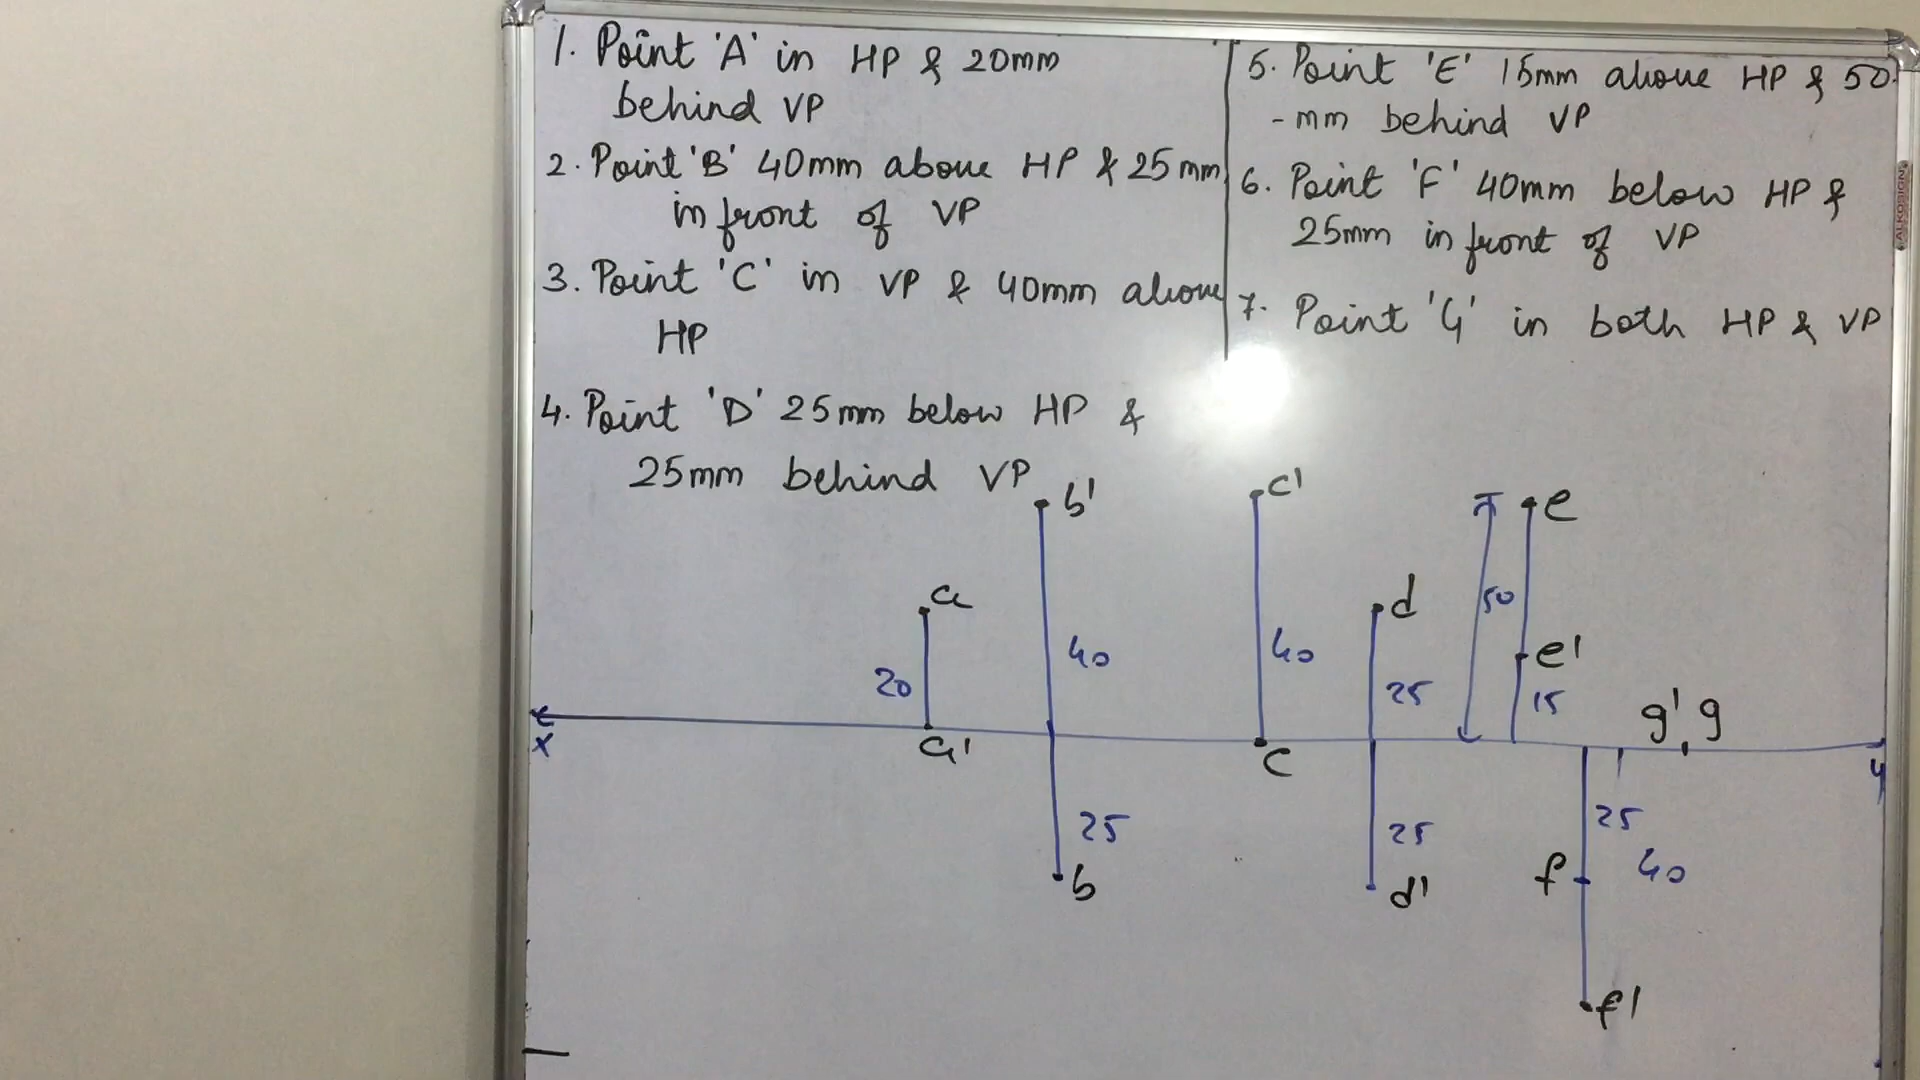 1. Point 'A' in HP & 20mm
behind VP
2. Point 'B' 40mm above HP & 25mm
in front of VP
3. Point 'C' in VP & 40mm above
HP
4. Point 'D' 25mm below HP &
25mm behind VP
5. Point 'E' 15mm above HP & 50
-mm behind VP
6. Point 'F' 40mm below HP &
25mm in front of VP
7. Point 'G' in both HP & VP
ALKOSIGN
b'
c'
e
a
d
50
40
40
e'
20
25
15
g', g
x
a'
c
y
25
25
25
b
d'
f
40
f'